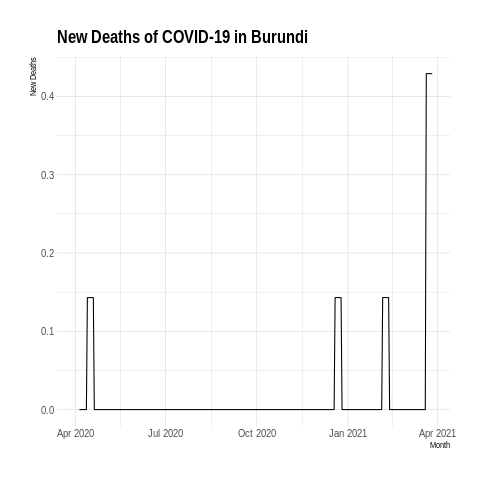 New Deaths of COVID-19 in Burundi
New Deaths
0.4
0.3
0.2
0.1
0.0
Apr 2020 Jul 2020 Oct 2020 Jan 2021 Apr 2021
Month